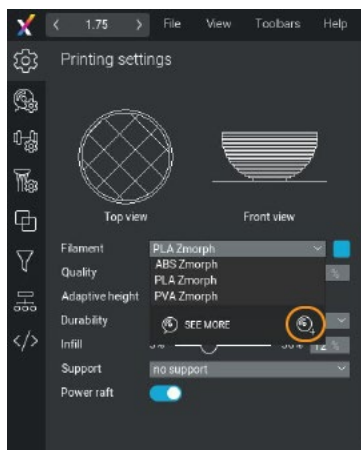 1.75 File View Toolbars Help
Printing settings
Top view Front view
Filament PLA Zmorph
ABS Zmorph
Quality %
PLA Zmorph
Adaptive height PVA Zmorph
Durability SEE MORE
Infill 12 %
Support no support
Power raft